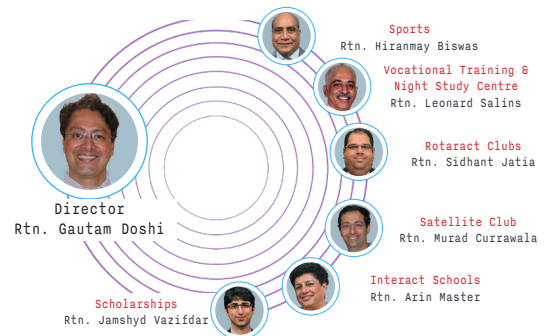 Sports
Rtn. Hiranmay Biswas
Vocational Training &
Night Study Centre
Rtn. Leonard Salins
Rotaract Clubs
Rtn. Sidhant Jatia
Director
Rtn. Gautam Doshi
Satellite Club
Rtn. Murad Currawala
Interact Schools
Rtn. Arin Master
Scholarships
Rtn. Jamshyd Vazifdar